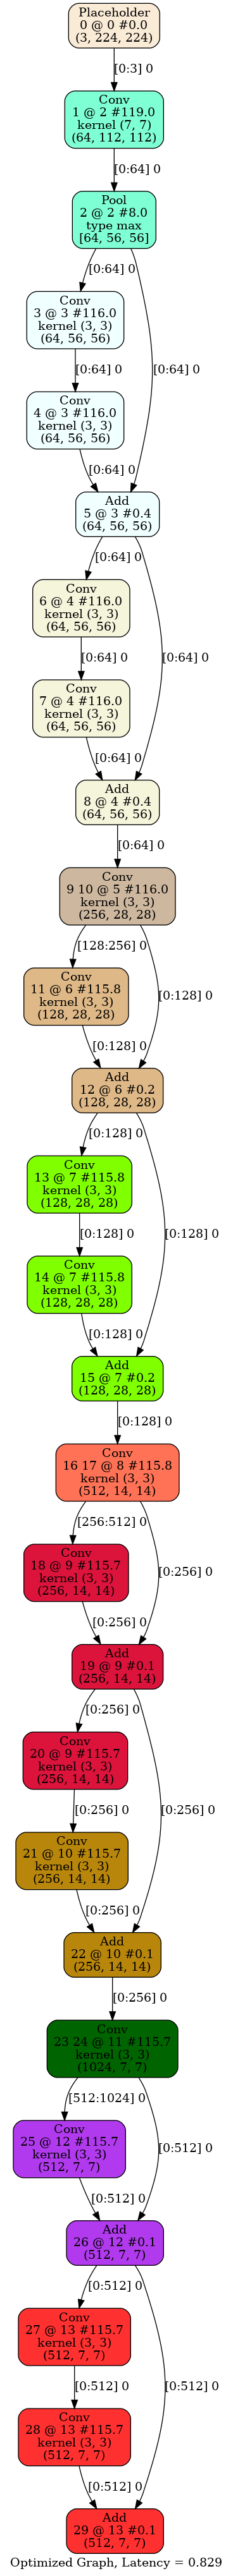 Placeholder
0 @ 0 #0.0
(3, 224, 224)
[0:3] 0
Conv
1 @ 2 #119.0
kernel (7, 7)
(64, 112, 112)
[0:64] 0
Pool
2 @ 2 #8.0
type max
[64, 56, 56]
[0:64] 0
Conv
3 @ 3 #116.0
kernel (3, 3)
(64, 56, 56)
[0:64] 0
[0:64] 0
Conv
4 @ 3 #116.0
kernel (3, 3)
(64, 56, 56)
[0:64] 0
Add
5 @ 3 #0.4
(64, 56, 56)
[0:64] 0
Conv
6 @ 4 #116.0
kernel (3, 3)
(64, 56, 56)
[0:64] 0
[0:64] 0
Conv
7 @ 4 #116.0
kernel (3, 3)
(64, 56, 56)
[0:64] 0
Add
8 @ 4 #0.4
(64, 56, 56)
[0:64] 0
Conv
9 10 @ 5 #116.0
kernel (3, 3)
(256, 28, 28)
[128:256] 0
Conv
11 @ 6 #115.8
kernel (3, 3)
(128, 28, 28)
[0:128] 0
[0:128] 0
Add
12 @ 6 #0.2
(128, 28, 28)
[0:128] 0
Conv
13 @ 7 #115.8
kernel (3, 3)
(128, 28, 28)
[0:128] 0
[0:128] 0
Conv
14 @ 7 #115.8
kernel (3, 3)
(128, 28, 28)
[0:128] 0
Add
15 @ 7 #0.2
(128, 28, 28)
[0:128] 0
Conv
16 17 @ 8 #115.8
kernel (3, 3)
(512, 14, 14)
[256:512] 0
Conv
18 @ 9 #115.7
kernel (3, 3)
(256, 14, 14)
[0:256] 0
[0:256] 0
Add
19 @ 9 #0.1
(256, 14, 14)
[0:256] 0
Conv
20 @ 9 #115.7
kernel (3, 3)
(256, 14, 14)
[0:256] 0
[0:256] 0
Conv
21 @ 10 #115.7
kernel (3, 3)
(256, 14, 14)
[0:256] 0
Add
22 @ 10 #0.1
(256, 14, 14)
[0:256] 0
Conv
23 24 @ 11 #115.7
kernel (3, 3)
(1024, 7, 7)
[512:1024] 0
Conv
25 @ 12 #115.7
kernel (3, 3)
(512, 7, 7)
[0:512] 0
[0:512] 0
Add
26 @ 12 #0.1
(512, 7, 7)
[0:512] 0
Conv
27 @ 13 #115.7
kernel (3, 3)
(512, 7, 7)
[0:512] 0
[0:512] 0
Conv
28 @ 13 #115.7
kernel (3, 3)
(512, 7, 7)
[0:512] 0
Add
29 @ 13 #0.1
(512, 7, 7)
Optimized Graph, Latency = 0.829